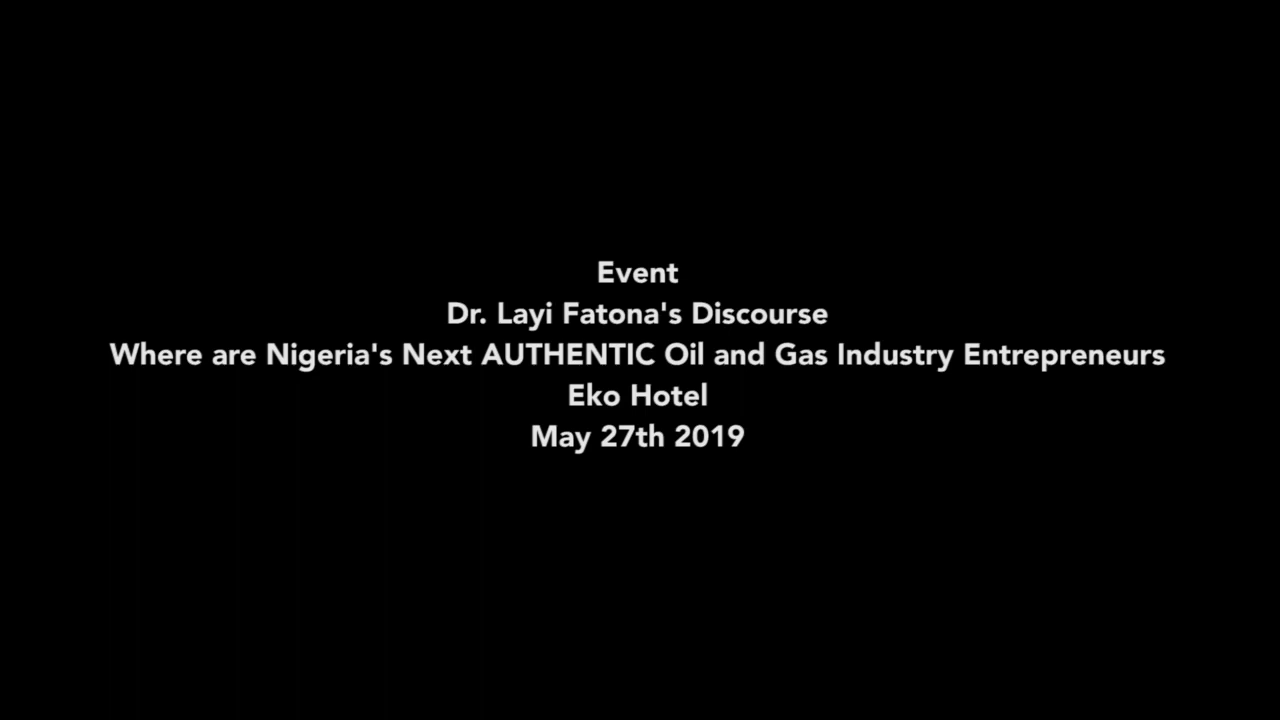 Event
Dr. Layi Fatona's Discourse
Where are Nigeria's Next AUTHENTIC Oil and Gas Industry Entrepreneurs
Eko Hotel
May 27th 2019